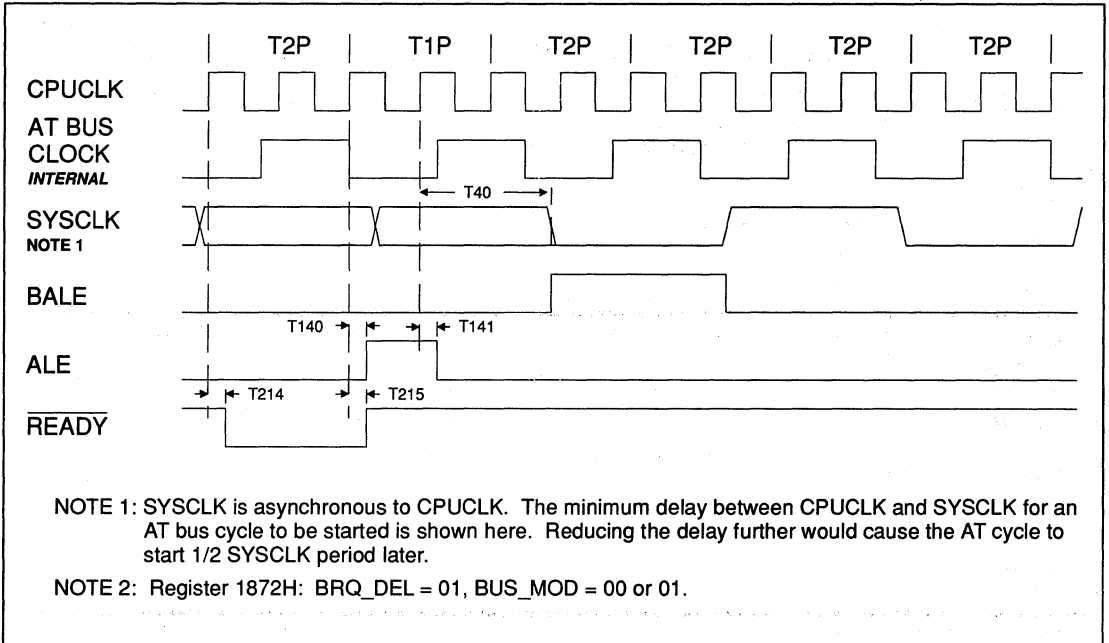 T2P T1P T2P T2P T2P T2P
CPUCLK
AT BUS
CLOCK
INTERNAL
T40
SYSCLK
NOTE 1
BALE
T140 T141
ALE
T214 T215
READY
NOTE 1: SYSCLK is asynchronous to CPUCLK. The minimum delay between CPUCLK and SYSCLK for an
AT bus cycle to be started is shown here. Reducing the delay further would cause the AT cycle to
start 1/2 SYSCLK period later.
NOTE 2: Register 1872H: BRQ_DEL = 01, BUS_MOD = 00 or 01.